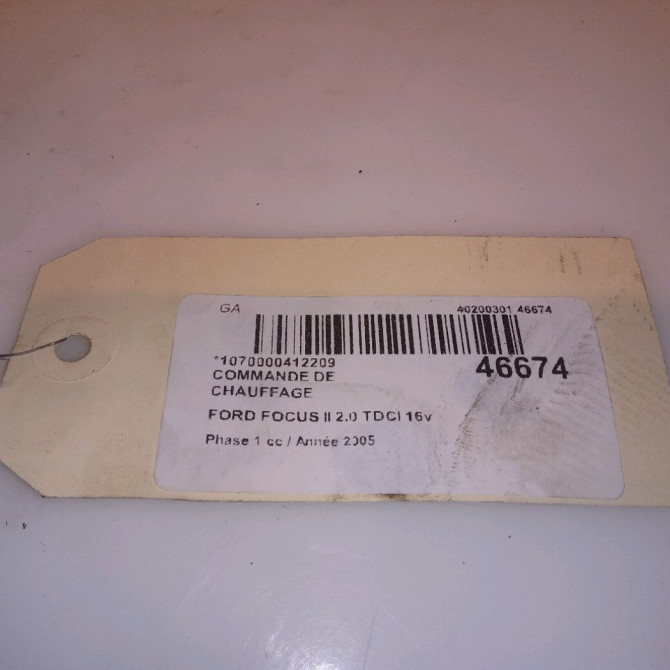 GA 40200301 46674
*1070000412209 46674
COMMANDE DE
CHAUFFAGE
FORD FOCUS II 2.0 TDCi 16v
Phase 1 cc / Année 2005